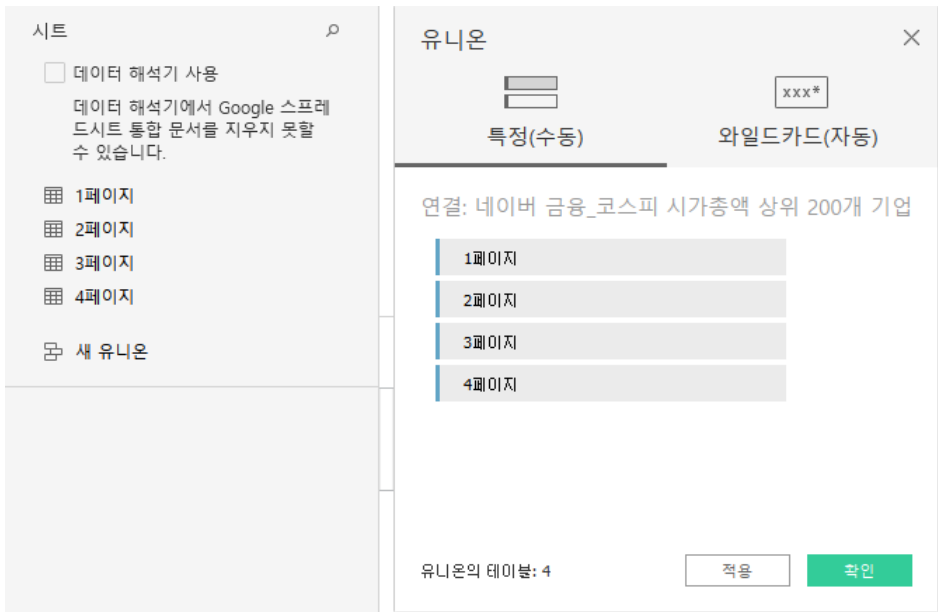 시트
데이터 해석기 사용
데이터 해석기에서 Google 스프레
드시트 통합 문서를 지우지 못할
수 있습니다.
1페이지
2페이지
3페이지
4페이지
새 유니온
유니온
xxx*
특정(수동)
와일드카드(자동)
연결: 네이버 금융_코스피 시가총액 상위 200개 기업
1페이지
2페이지
3페이지
4페이지
유니온의 테이블: 4
적용
확인